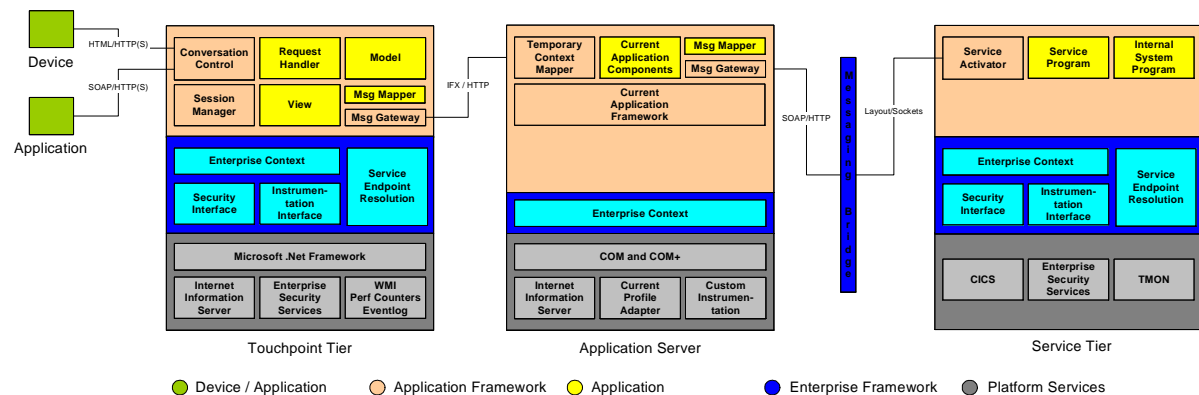 Device
Application
HTML/HTTP(S)
SOAP/HTTP(S)
Conversation
Control
Request
Handler
Model
Session
Manager
View
Msg Mapper
Msg Gateway
Enterprise Context
Security
Interface
Instrumen-
tation
Interface
Service
Endpoint
Resolution
Microsoft .Net Framework
Internet
Information
Server
Enterprise
Security
Services
WMI
Perf Counters
Eventlog
Touchpoint Tier
IFX / HTTP
Temporary
Context
Mapper
Current
Application
Components
Msg Mapper
Msg Gateway
Current
Application
Framework
Enterprise Context
COM and COM+
Internet
Information
Server
Current
Profile
Adapter
Custom
Instrumen-
tation
Application Server
SOAP/HTTP
Messaging Bridge
Layout/Sockets
Service
Activator
Service
Program
Internal
System
Program
Enterprise Context
Security
Interface
Instrumen-
tation
Interface
Service
Endpoint
Resolution
CICS
Enterprise
Security
Services
TMON
Service Tier
Device / Application
Application Framework
Application
Enterprise Framework
Platform Services